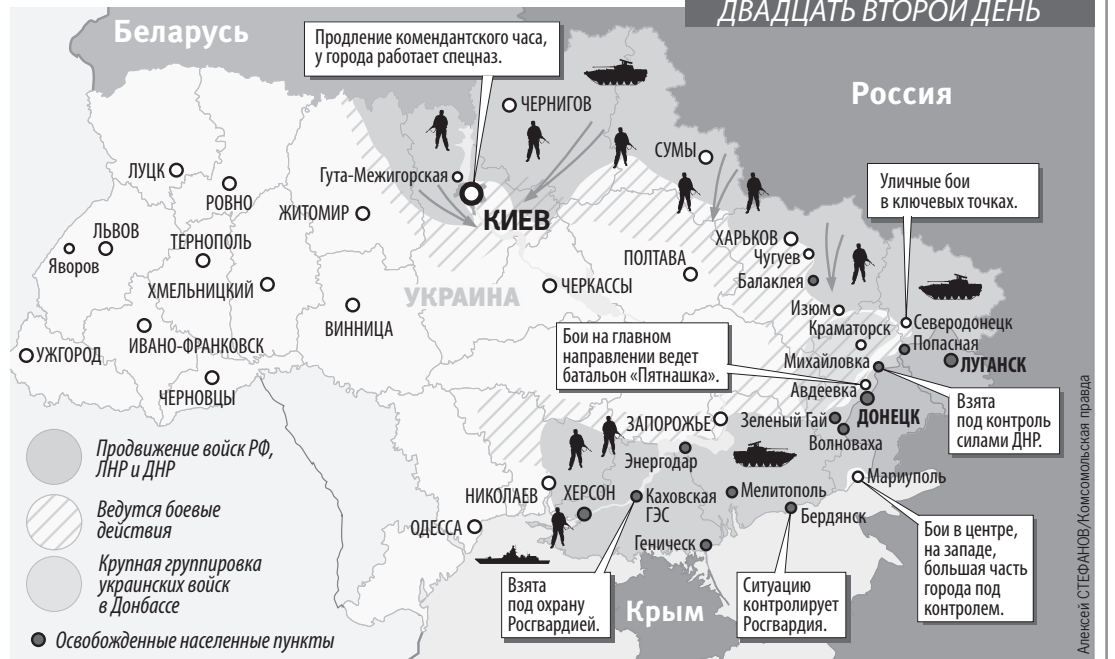 ДВАДЦАТЬ ВТОРОЙ ДЕНЬ
Беларусь
Продление комендантского часа,
у города работает спецназ.
Россия
ЧЕРНИГОВ
СУМЫ
Уличные бои
в ключевых точках.
ЛУЦК
РОВНО
Гута-Межигорская
ЖИТОМИР
КИЕВ
ЛЬВОВ
Яворов
ТЕРНОПОЛЬ
ХМЕЛЬНИЦКИЙ
ПОЛТАВА
ХАРЬКОВ
Чугуев
Балаклея
УКРАИНА
ЧЕРКАССЫ
ВИННИЦА
Изюм
Краматорск
Северодонецк
Попасная
ЛУГАНСК
УЖГОРОД
ИВАНО-ФРАНКОВСК
ЧЕРНОВЦЫ
Бои на главном
направлении ведет
батальон «Пятнашка».
Михайловка
Авдеевка
ДОНЕЦК
Взята
под контроль
силами ДНР.
ЗАПОРОЖЬЕ
Зеленый Гай
Волноваха
Энергодар
Мариуполь
НИКОЛАЕВ
ХЕРСОН
Каховская
ГЭС
Мелитополь
Бердянск
ОДЕССА
Геническ
Взята
под охрану
Росгвардией.
Крым
Ситуацию
контролирует
Росгвардия.
Бои в центре,
на западе,
большая часть
города под
контролем.
Продвижение войск РФ,
ЛНР и ДНР
Ведутся боевые
действия
Крупная группировка
украинских войск
в Донбассе
Освобожденные населенные пункты
Алексей СТЕФАНОВ/Комсомольская правда